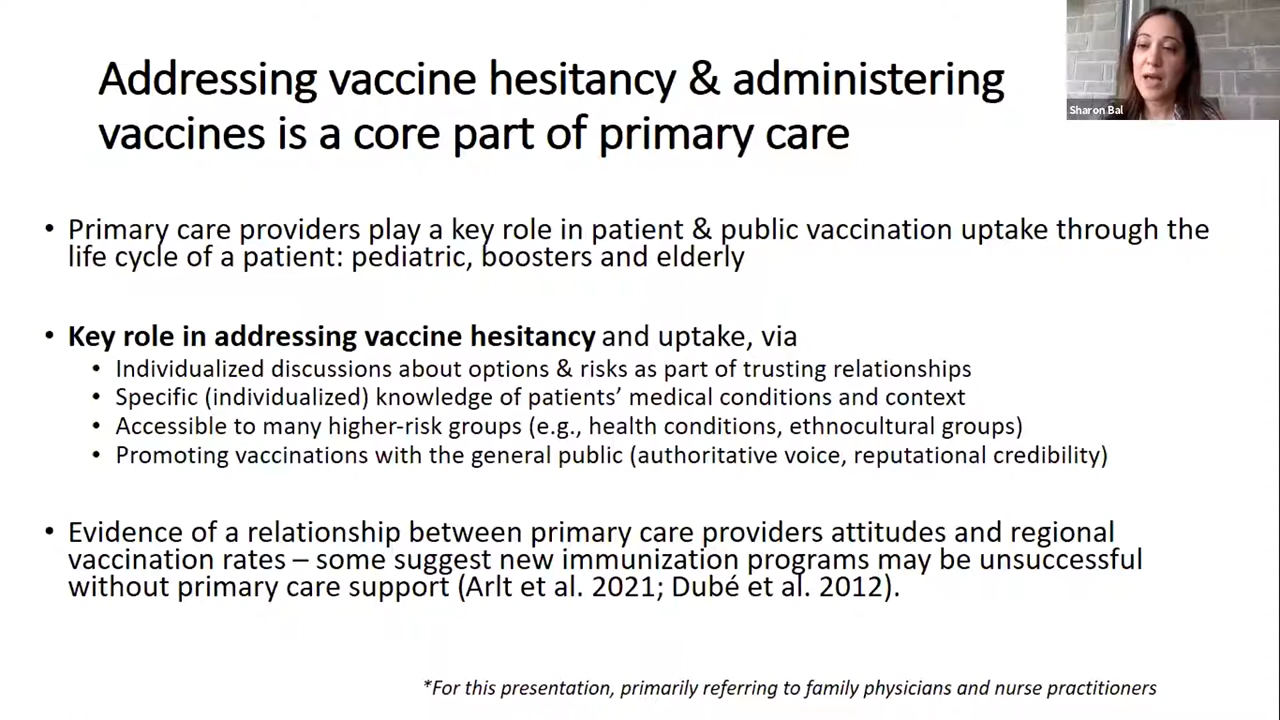 Addressing vaccine hesitancy & administering
vaccines is a core part of primary care
Sharon Bal
• Primary care providers play a key role in patient & public vaccination uptake through the
life cycle of a patient: pediatric, boosters and elderly
• Key role in addressing vaccine hesitancy and uptake, via
• Individualized discussions about options & risks as part of trusting relationships
• Specific (individualized) knowledge of patients’ medical conditions and context
• Accessible to many higher-risk groups (e.g., health conditions, ethnocultural groups)
• Promoting vaccinations with the general public (authoritative voice, reputational credibility)
• Evidence of a relationship between primary care providers attitudes and regional
vaccination rates – some suggest new immunization programs may be unsuccessful
without primary care support (Arlt et al. 2021; Dubé et al. 2012).
*For this presentation, primarily referring to family physicians and nurse practitioners